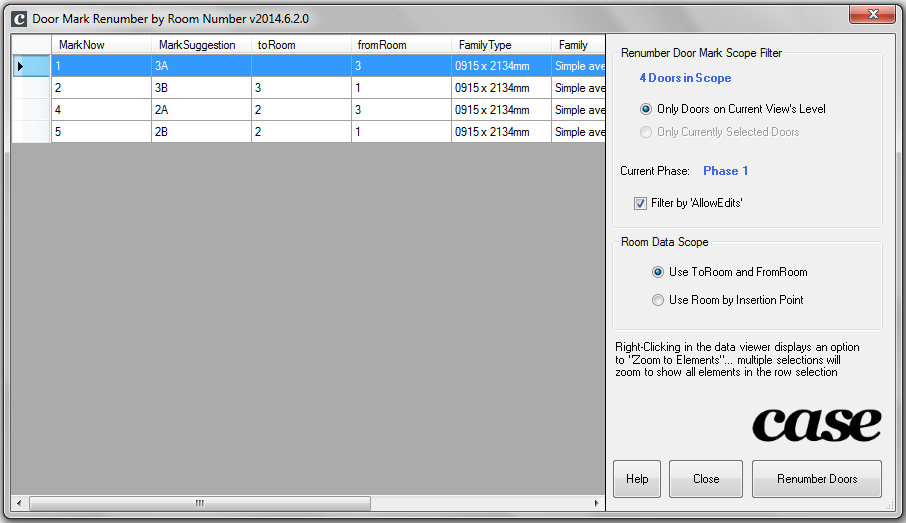 Door Mark Renumber by Room Number v2014.6.2.0
MarkNow MarkSuggestion toRoom fromRoom FamilyType Family
1 3A 3 0915 x 2134mm Simple ave
2 3B 3 1 0915 x 2134mm Simple ave
4 2A 2 3 0915 x 2134mm Simple ave
5 2B 2 1 0915 x 2134mm Simple ave
Renumber Door Mark Scope Filter
4 Doors in Scope
Only Doors on Current View's Level
Only Currently Selected Doors
Current Phase: Phase 1
Filter by 'AllowEdits'
Room Data Scope
Use ToRoom and FromRoom
Use Room by Insertion Point
Right-Clicking in the data viewer displays an option
to "Zoom to Elements"... multiple selections will
zoom to show all elements in the row selection
case
Help Close Renumber Doors